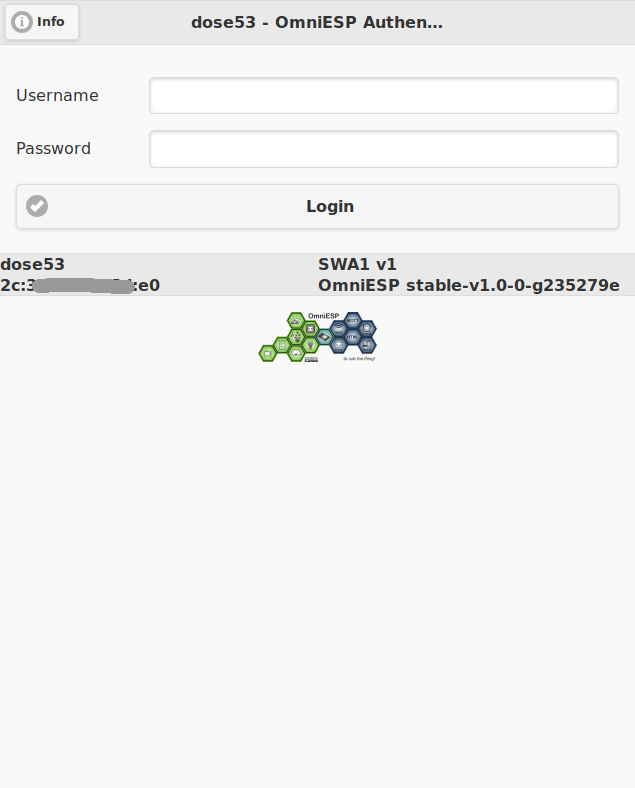 Info
dose53 - OmniESP Authen...
Username
Password
Login
dose53
SWA1 v1
2c:3 :e0
OmniESP stable-v1.0-0-g235279e
OmniESP
HTML
to rule the thing!